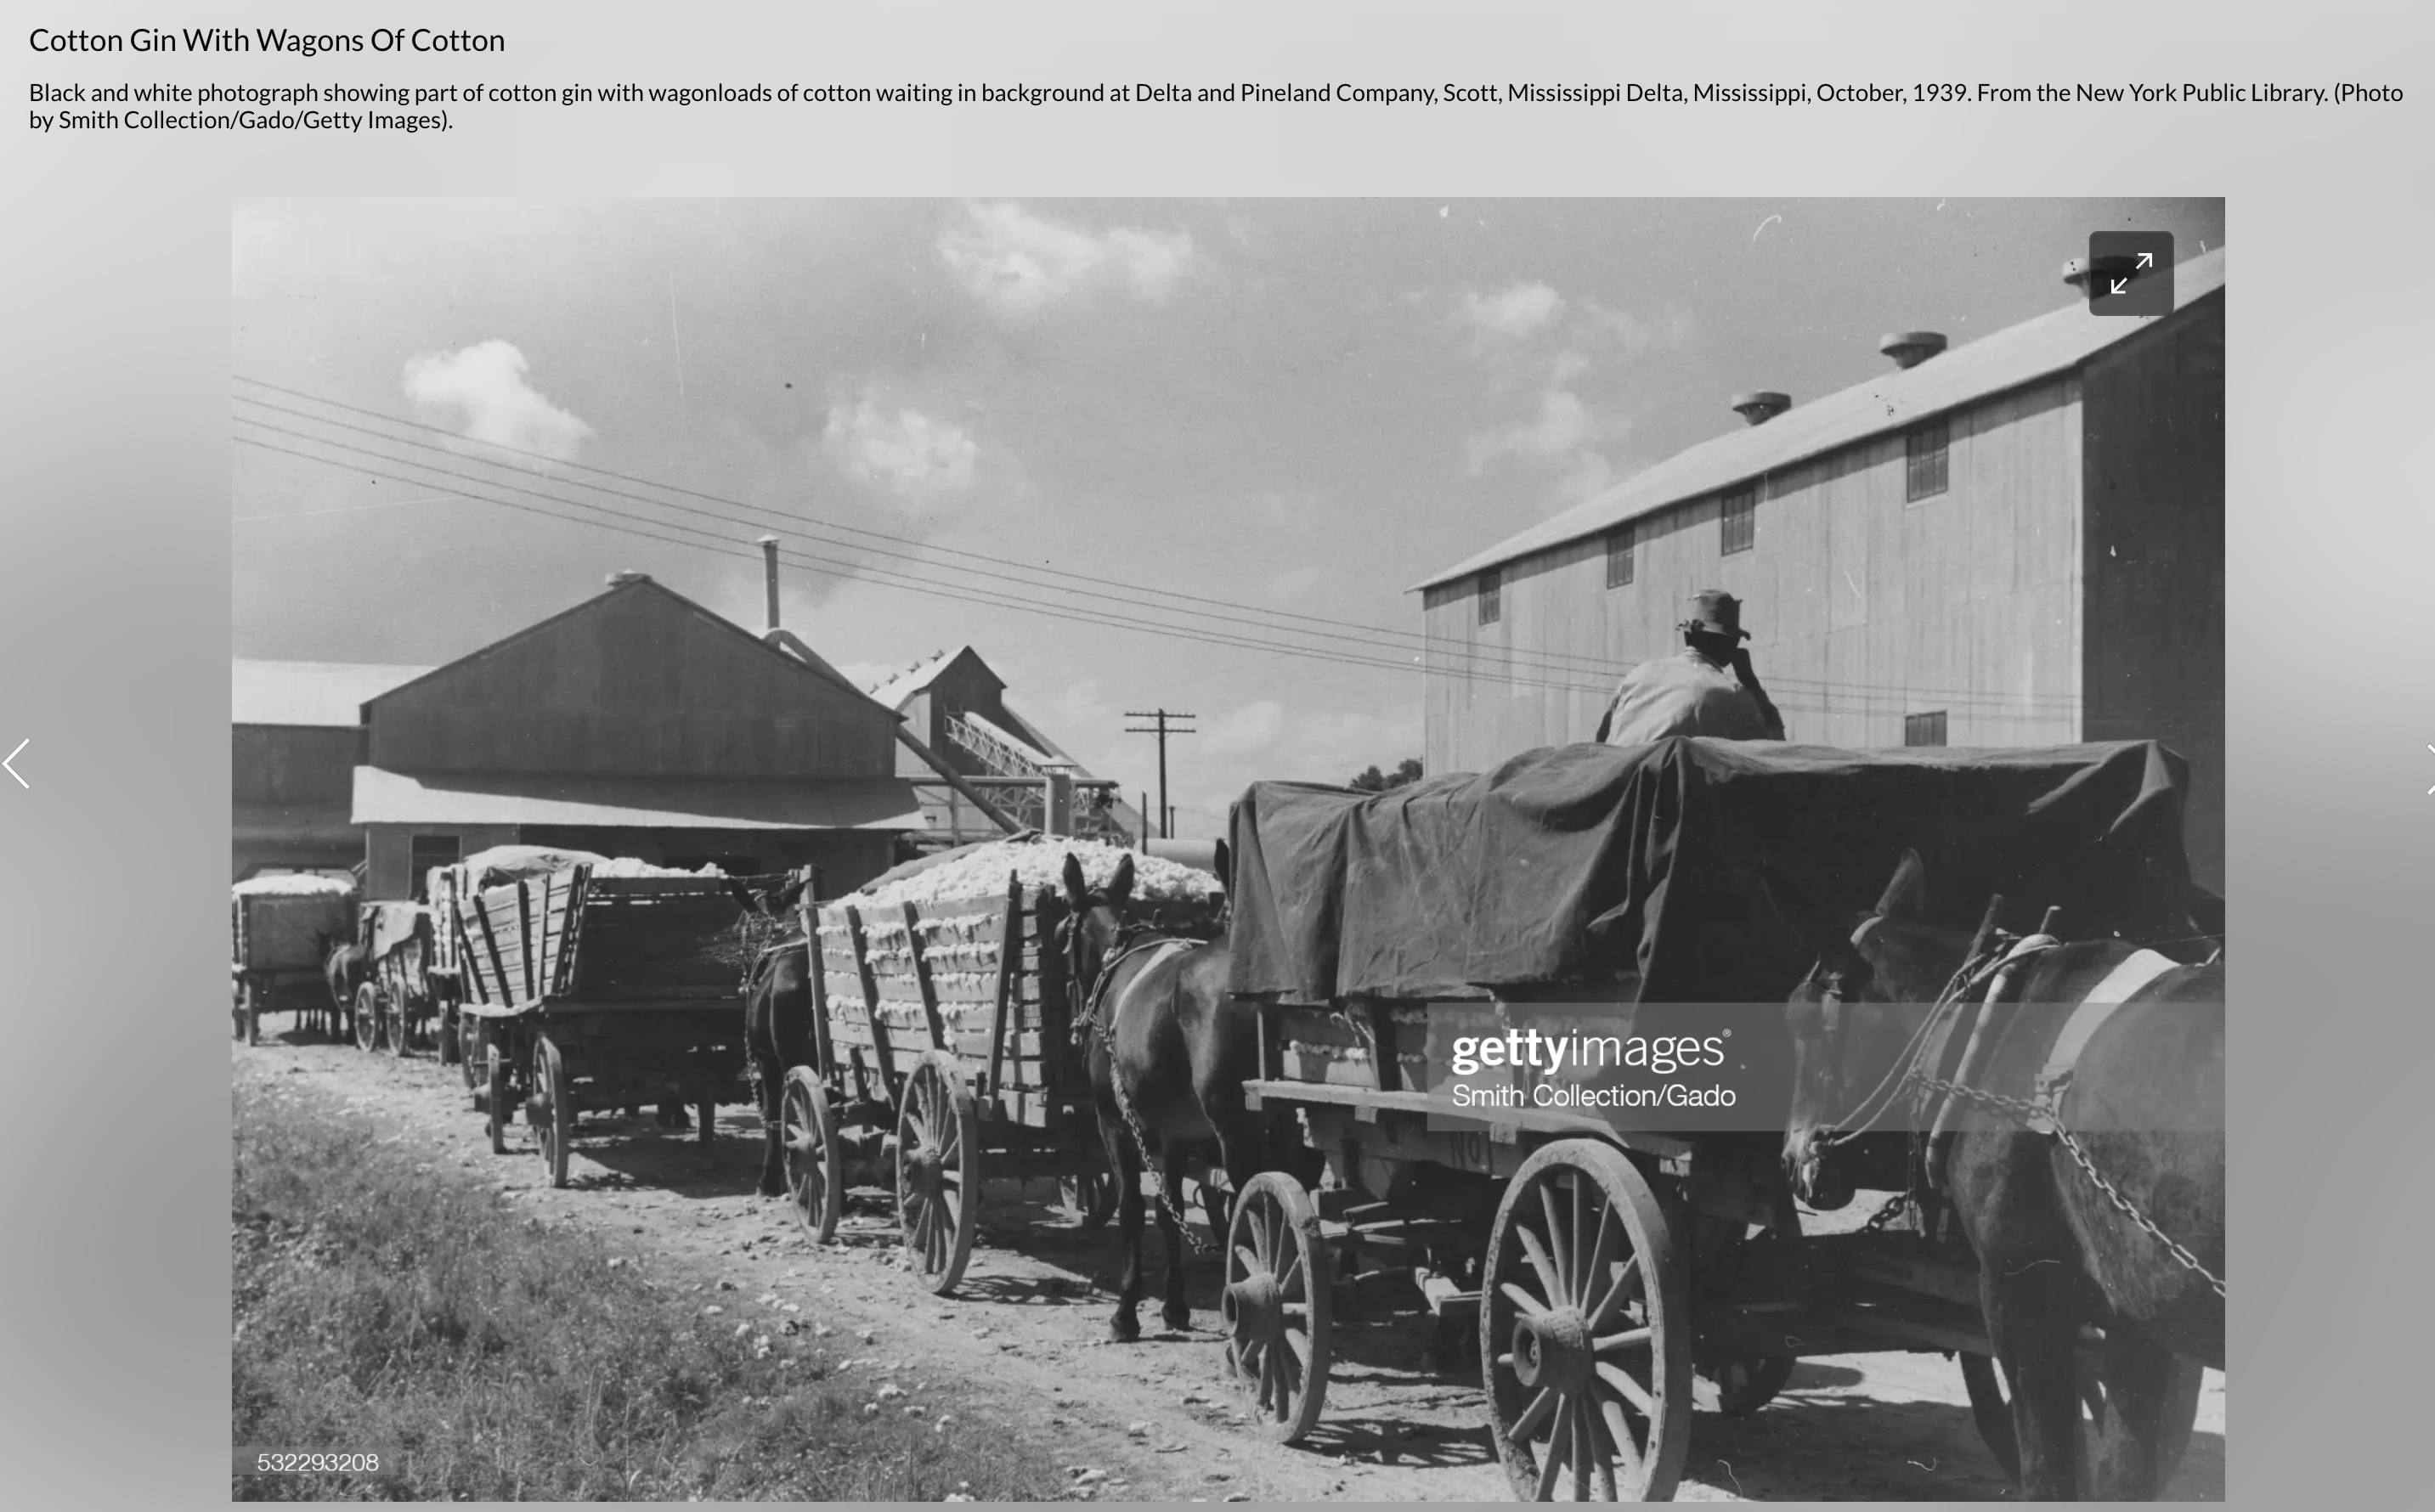 Cotton Gin With Wagons Of Cotton
Black and white photograph showing part of cotton gin with wagonloads of cotton waiting in background at Delta and Pineland Company, Scott, Mississippi Delta, Mississippi, October, 1939. From the New York Public Library. (Photo
by Smith Collection/Gado/Getty Images).
gettyimages®
Smith Collection/Gado
532293208